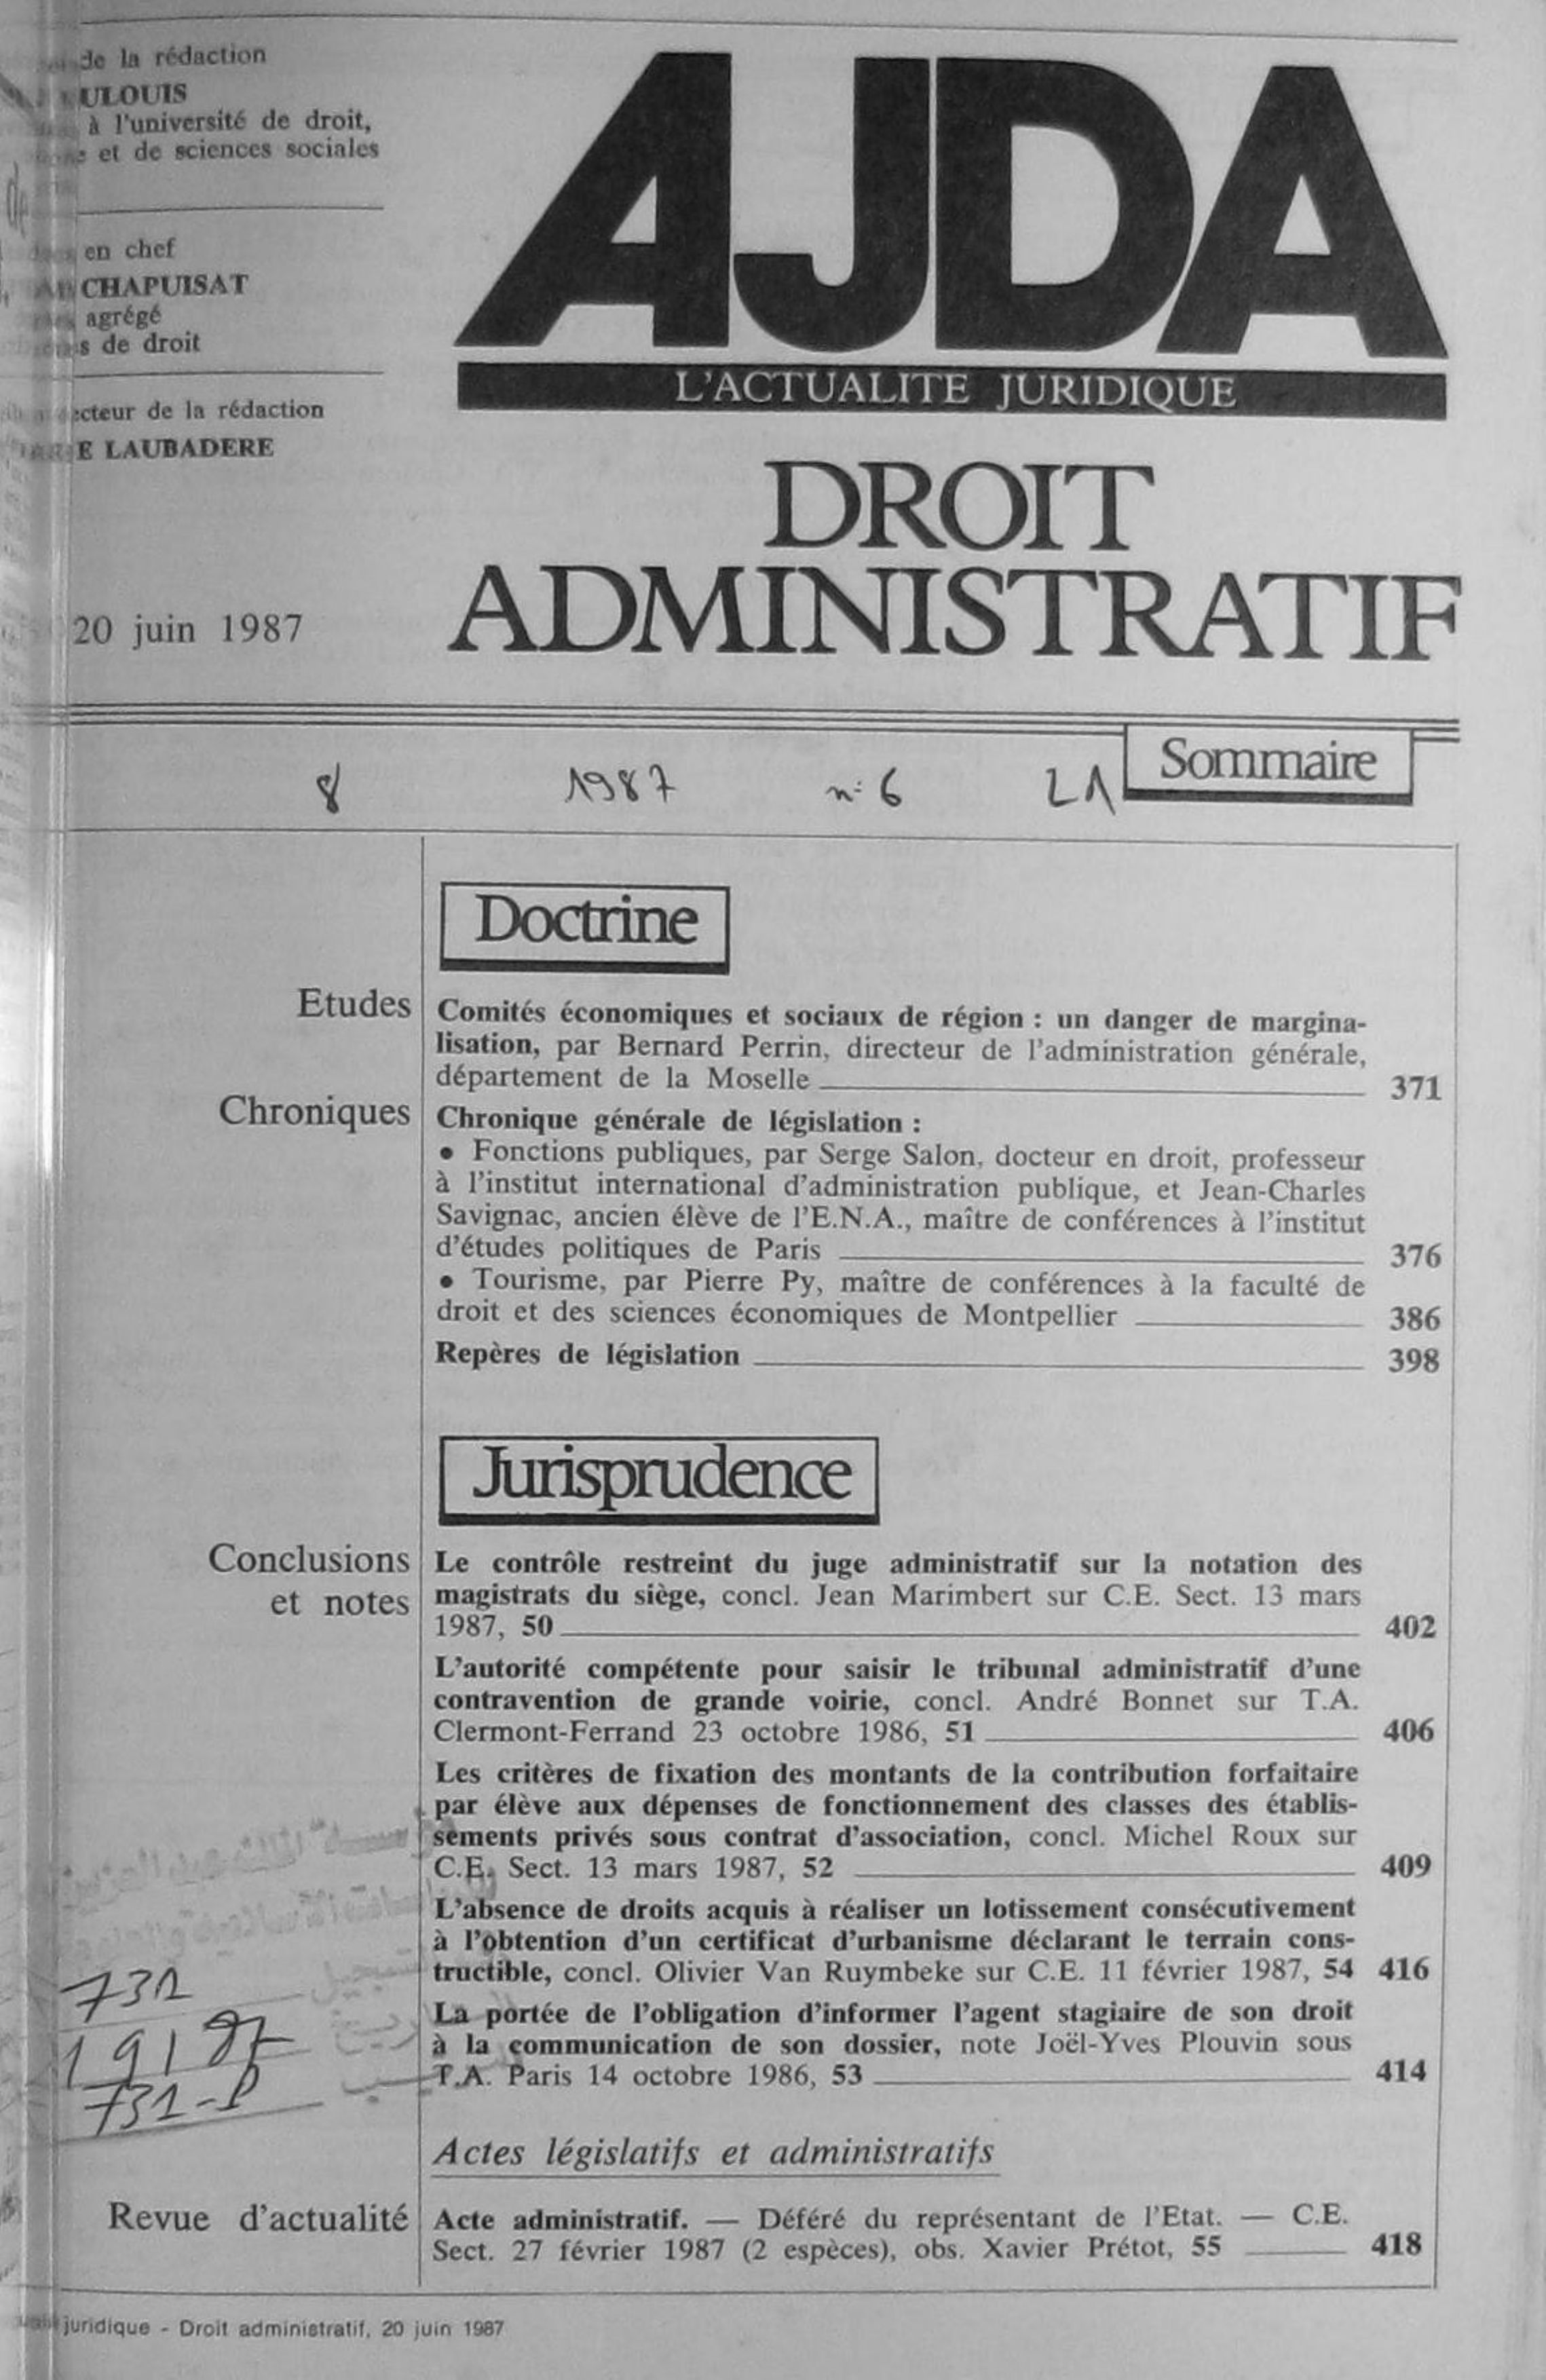 de la rédaction
ULOUIS
à l'université de droit,
et de sciences sociales
en chef
CHAPUISAT
agrégé
s de droit
cteur de la rédaction
E LAUBADERE
20 juin 1987
AJDA
L'ACTUALITE JURIDIQUE
DROIT
ADMINISTRATIF
Sommaire
8 1987 n: 6 L1
Doctrine
Etudes
Comités économiques et sociaux de région : un danger de margina-
lisation, par Bernard Perrin, directeur de l'administration générale,
département de la Moselle 371
Chroniques
Chronique générale de législation :
• Fonctions publiques, par Serge Salon, docteur en droit, professeur
à l'institut international d'administration publique, et Jean-Charles
Savignac, ancien élève de l'E.N.A., maître de conférences à l'institut
d'études politiques de Paris 376
• Tourisme, par Pierre Py, maître de conférences à la faculté de
droit et des sciences économiques de Montpellier 386
Repères de législation 398
Jurisprudence
Conclusions
et notes
Le contrôle restreint du juge administratif sur la notation des
magistrats du siège, concl. Jean Marimbert sur C.E. Sect. 13 mars
1987, 50 402
L'autorité compétente pour saisir le tribunal administratif d'une
contravention de grande voirie, concl. André Bonnet sur T.A.
Clermont-Ferrand 23 octobre 1986, 51 406
Les critères de fixation des montants de la contribution forfaitaire
par élève aux dépenses de fonctionnement des classes des établis-
sements privés sous contrat d'association, concl. Michel Roux sur
C.E. Sect. 13 mars 1987, 52 409
L'absence de droits acquis à réaliser un lotissement consécutivement
à l'obtention d'un certificat d'urbanisme déclarant le terrain cons-
tructible, concl. Olivier Van Ruymbeke sur C.E. 11 février 1987, 54 416
La portée de l'obligation d'informer l'agent stagiaire de son droit
à la communication de son dossier, note Joël-Yves Plouvin sous
T.A. Paris 14 octobre 1986, 53 414
731
Actes législatifs et administratifs
Revue d'actualité
Acte administratif. — Déféré du représentant de l'Etat. — C.E.
Sect. 27 février 1987 (2 espèces), obs. Xavier Prétot, 55 418
juridique - Droit administratif, 20 juin 1987